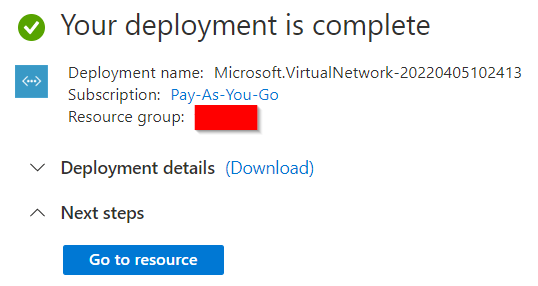 Your deployment is complete
Deployment name: Microsoft.VirtualNetwork-20220405102413
Subscription: Pay-As-You-Go
Resource group:
Deployment details (Download)
Next steps
Go to resource